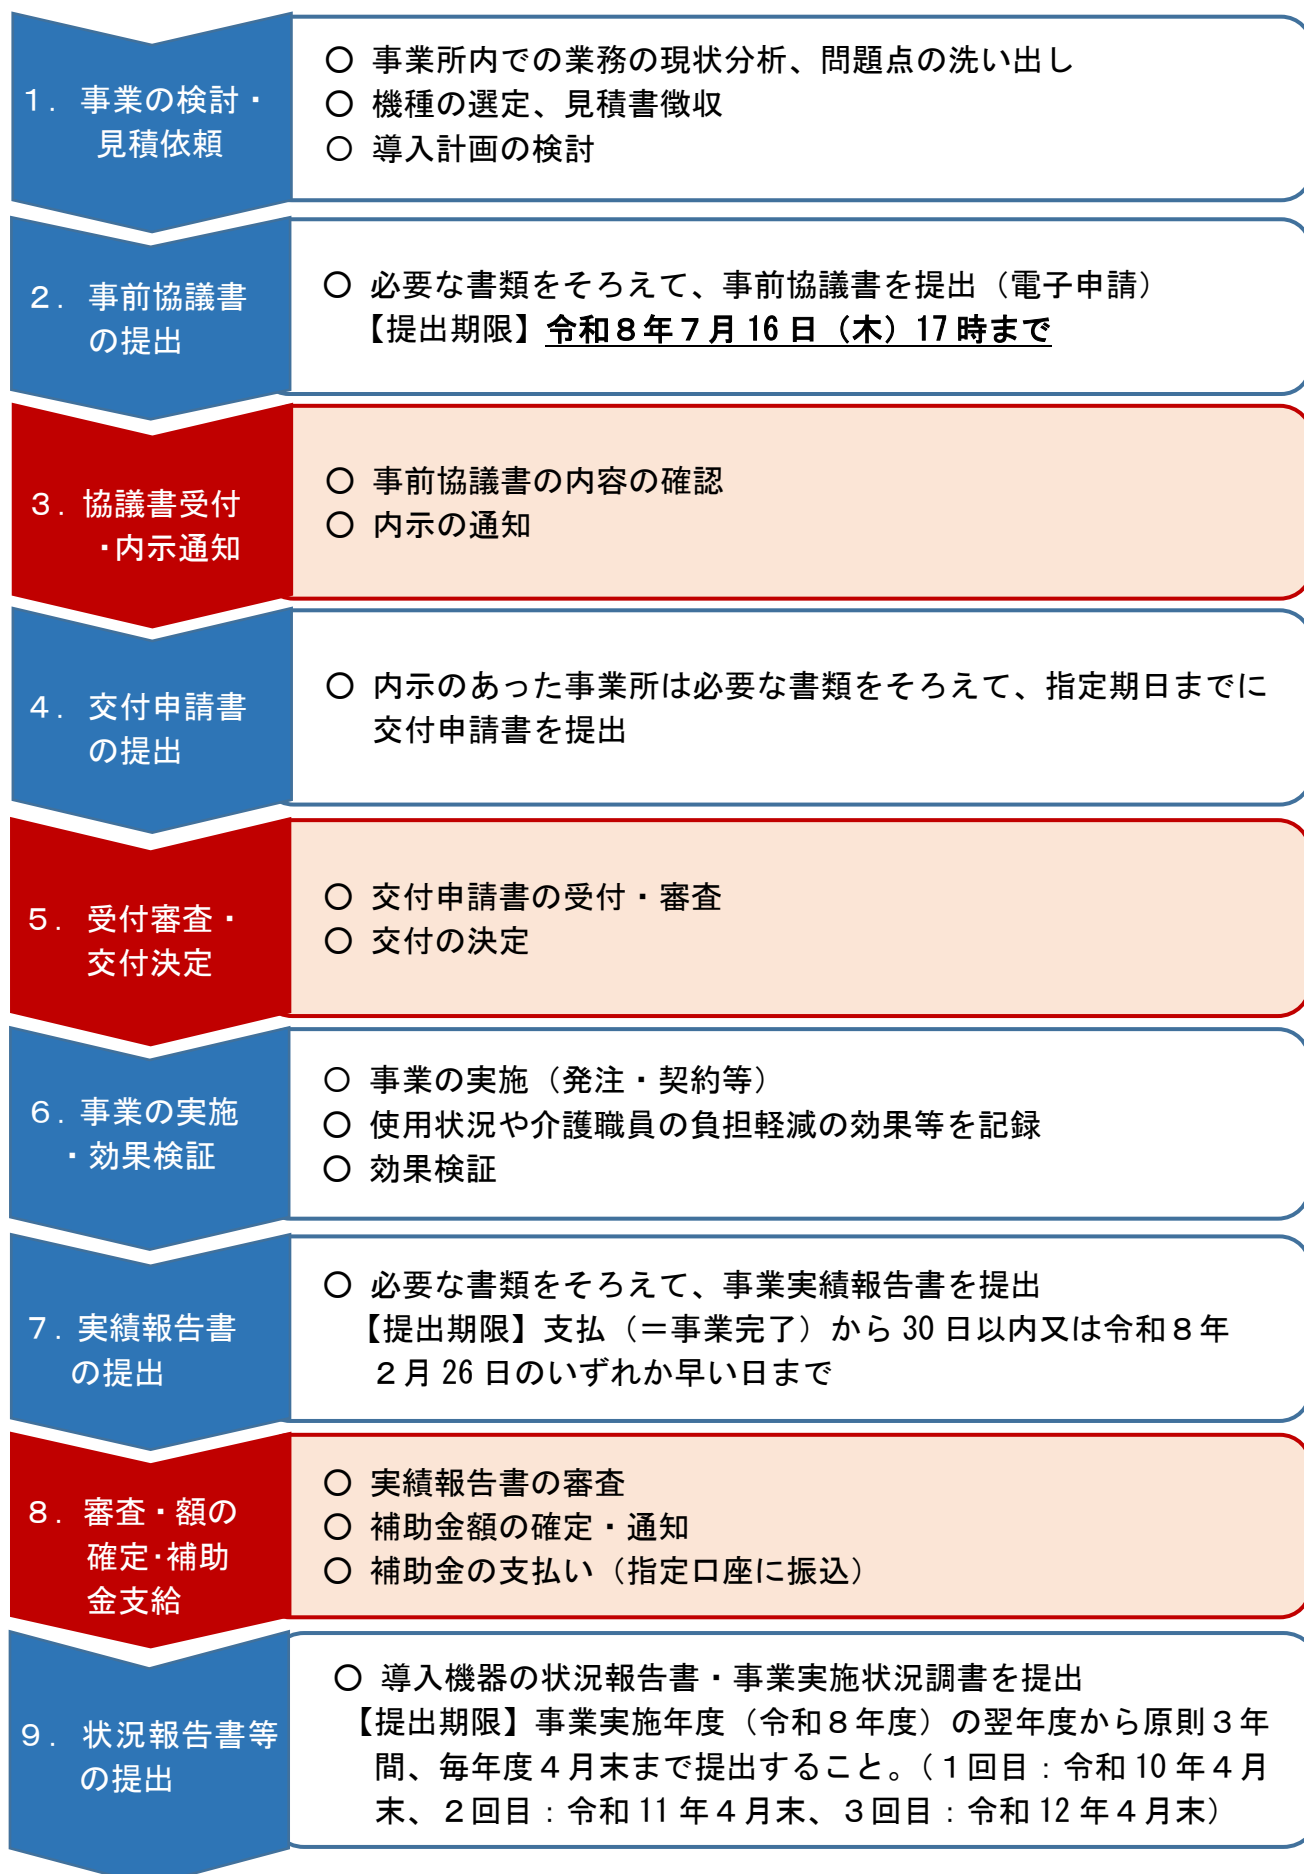 １．事業の検討・
見積依頼
〇 事業所内での業務の現状分析、問題点の洗い出し
〇 機種の選定、見積書徴収
〇 導入計画の検討
２．事前協議書
の提出
〇 必要な書類をそろえて、事前協議書を提出（電子申請）
【提出期限】令和８年７月16日（木）17時まで
３．協議書受付
・内示通知
〇 事前協議書の内容の確認
〇 内示の通知
４．交付申請書
の提出
〇 内示のあった事業所は必要な書類をそろえて、指定期日までに
交付申請書を提出
５．受付審査・
交付決定
〇 交付申請書の受付・審査
〇 交付の決定
６．事業の実施
・効果検証
〇 事業の実施（発注・契約等）
〇 使用状況や介護職員の負担軽減の効果等を記録
〇 効果検証
７．実績報告書
の提出
〇 必要な書類をそろえて、事業実績報告書を提出
【提出期限】支払（＝事業完了）から30日以内又は令和８年
２月26日のいずれか早い日まで
８．審査・額の
確定・補助
金支給
〇 実績報告書の審査
〇 補助金額の確定・通知
〇 補助金の支払い（指定口座に振込）
９．状況報告書等
の提出
〇 導入機器の状況報告書・事業実施状況調書を提出
【提出期限】事業実施年度（令和８年度）の翌年度から原則３年
間、毎年度４月末まで提出すること。（１回目：令和10年４月
末、２回目：令和11年４月末、３回目：令和12年４月末）